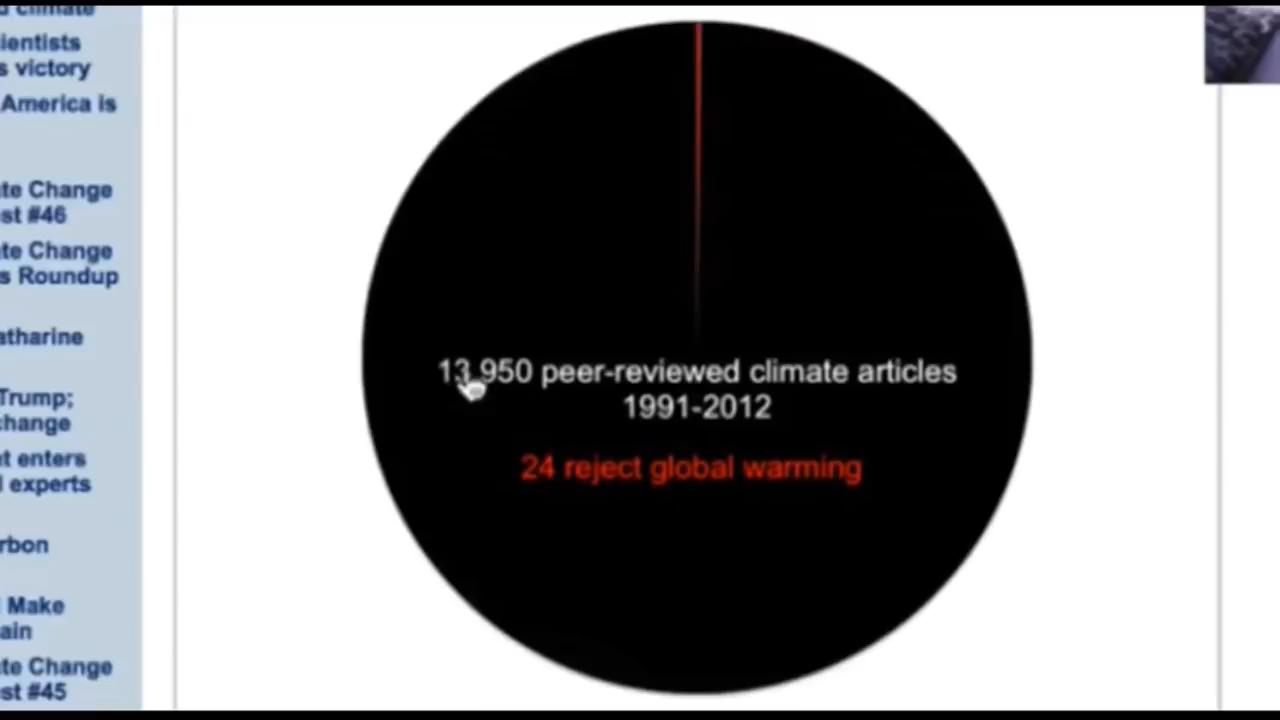 climate
ientists
s victory
America is
te Change
st #46
te Change
s Roundup
atharine
Trump;
change
t enters
experts
rbon
Make
ain
te Change
st #45
13,950 peer-reviewed climate articles
1991-2012
24 reject global warming